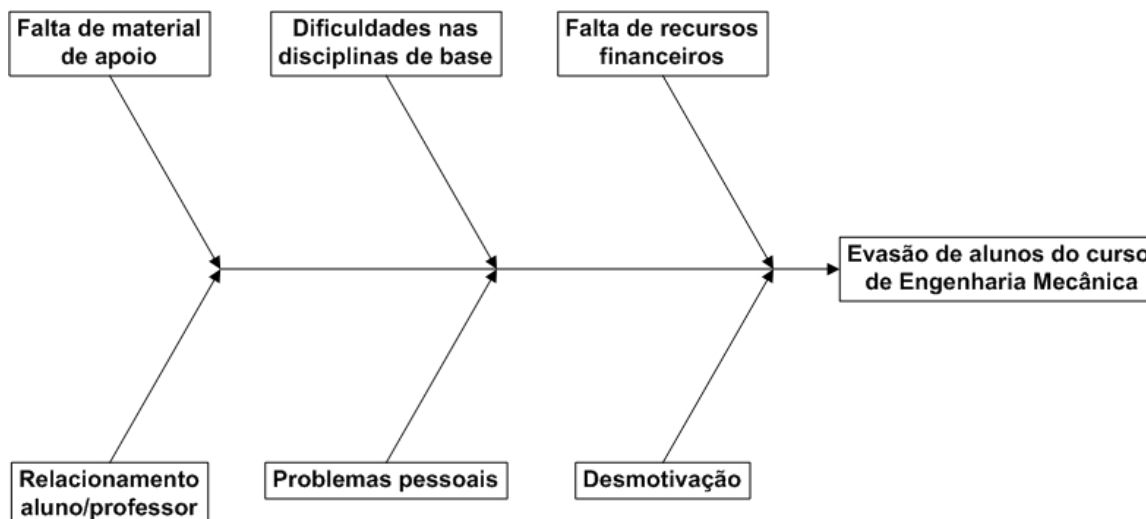 Falta de material
de apoio
Dificuldades nas
disciplinas de base
Falta de recursos
financeiros
Evasão de alunos do curso
de Engenharia Mecânica
Relacionamento
aluno/professor
Problemas pessoais
Desmotivação